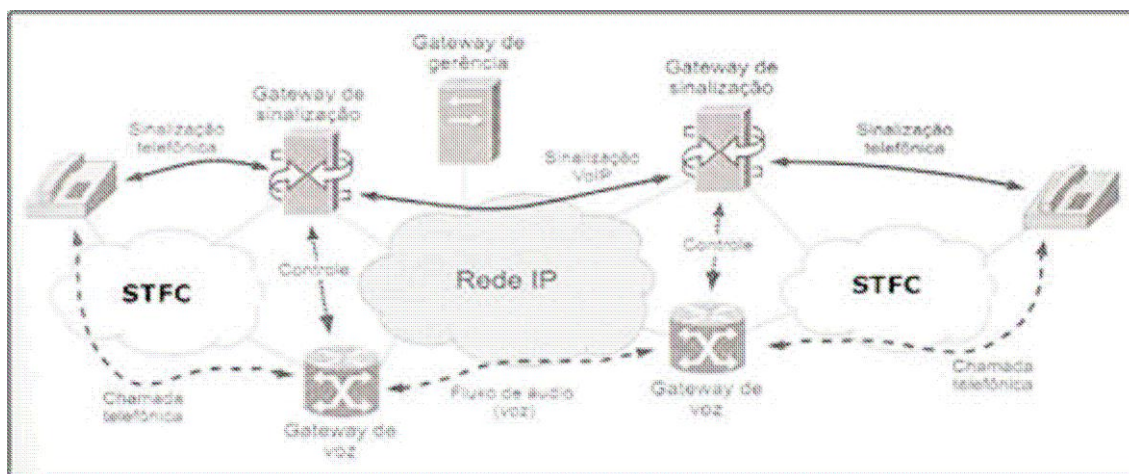 Gateway de
gerência
Gateway de
sinalização
Gateway de
sinalização
Sinalização
telefônica
Sinalização
telefônica
Sinalização
VoIP
Controle
Controle
STFC
Rede IP
STFC
Chamada
telefônica
Fluxo de áudio
(voz)
Gateway de
voz
Gateway de
voz
Chamada
telefônica